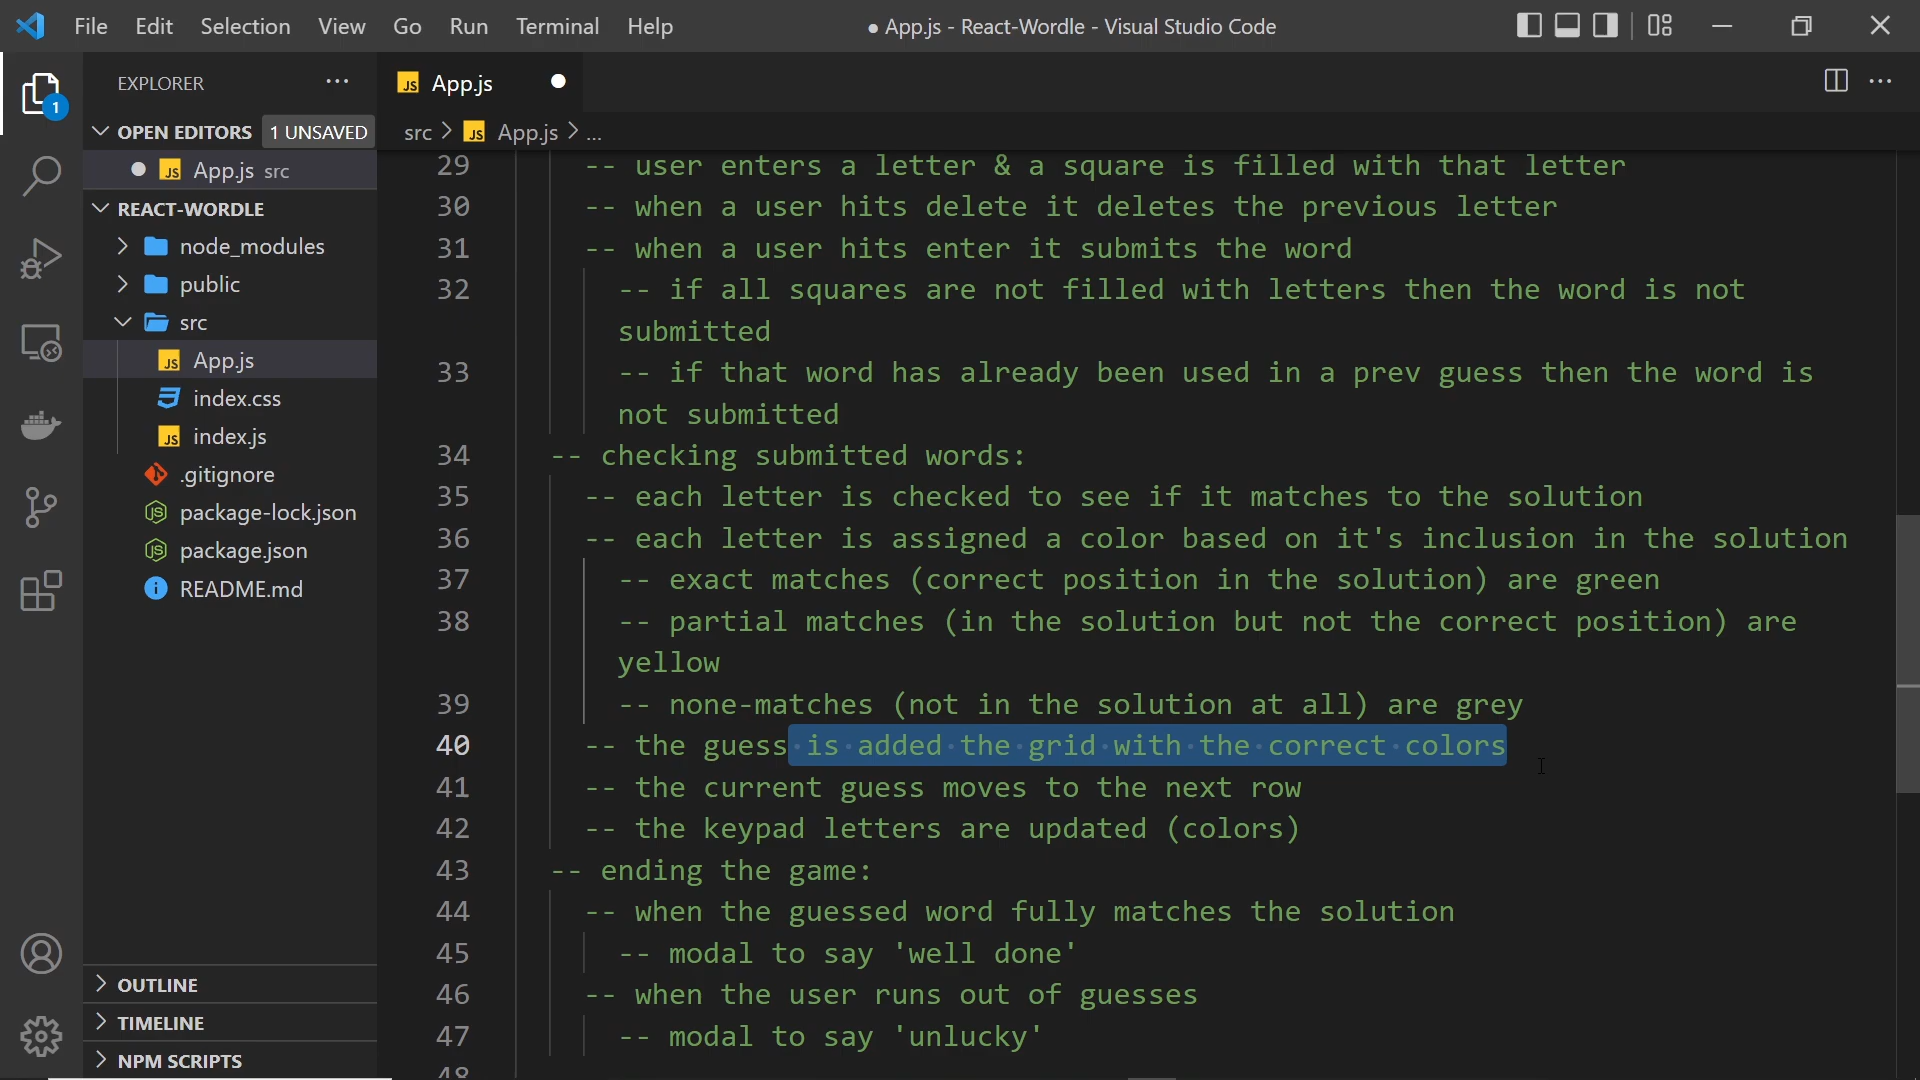 File Edit Selection View Go Run Terminal Help ● App.js - React-Wordle - Visual Studio Code
EXPLORER ...
JS App.js
1
OPEN EDITORS 1 UNSAVED
JS App.js src
src > JS App.js > ...
REACT-WORDLE
node_modules
public
src
JS App.js
index.css
JS index.js
.gitignore
package-lock.json
package.json
README.md
OUTLINE
TIMELINE
NPM SCRIPTS
29 -- user enters a letter & a square is filled with that letter
30 -- when a user hits delete it deletes the previous letter
31 -- when a user hits enter it submits the word
32 -- if all squares are not filled with letters then the word is not
submitted
33 -- if that word has already been used in a prev guess then the word is
not submitted
34 -- checking submitted words:
35 -- each letter is checked to see if it matches to the solution
36 -- each letter is assigned a color based on it's inclusion in the solution
37 -- exact matches (correct position in the solution) are green
38 -- partial matches (in the solution but not the correct position) are
yellow
39 -- none-matches (not in the solution at all) are grey
40 -- the guess is added the grid with the correct colors
41 -- the current guess moves to the next row
42 -- the keypad letters are updated (colors)
43 -- ending the game:
44 -- when the guessed word fully matches the solution
45 -- modal to say 'well done'
46 -- when the user runs out of guesses
47 -- modal to say 'unlucky'
48